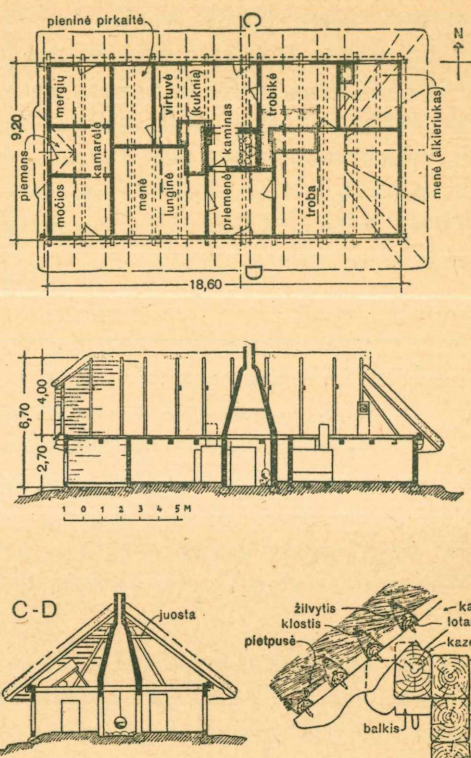 pieninė pirkaitė
C
N
mergių
kamarėlė
piemens
močios
virtuvė
(kuknia)
menė
lunginė
kaminas
priemenė
trobikė
troba
menė (alkieriukas)
9,20
D
18,60
6,70
4,00
2,70
1 0 1 2 3 4 5 M
C-D
juosta
žilvytis
klostis
pietpusė
balkis